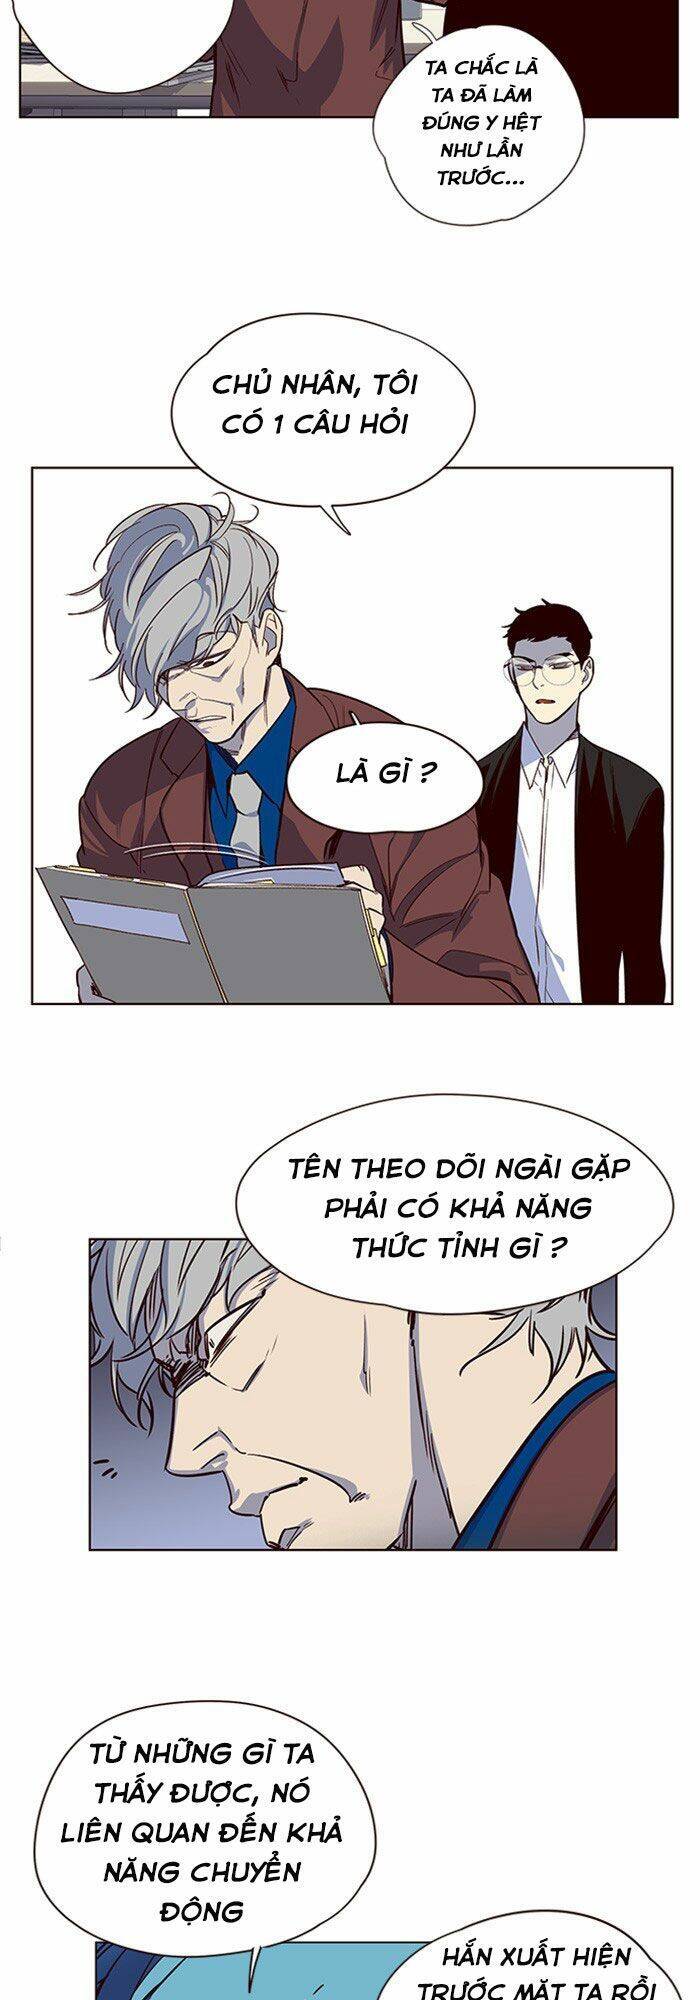 TA CHẮC LÀ
TA ĐÃ LÀM
ĐÚNG Y HỆT
NHƯ LẦN
TRƯỚC...
CHỦ NHÂN, TÔI
CÓ 1 CÂU HỎI
LÀ GÌ ?
TÊN THEO DÕI NGÀI GẶP
PHẢI CÓ KHẢ NĂNG
THỨC TỈNH GÌ ?
TỪ NHỮNG GÌ TA
THẤY ĐƯỢC, NÓ
LIÊN QUAN ĐẾN KHẢ
NĂNG CHUYỂN
ĐỘNG
HẮN XUẤT HIỆN
TRƯỚC MẶT TA RỒI